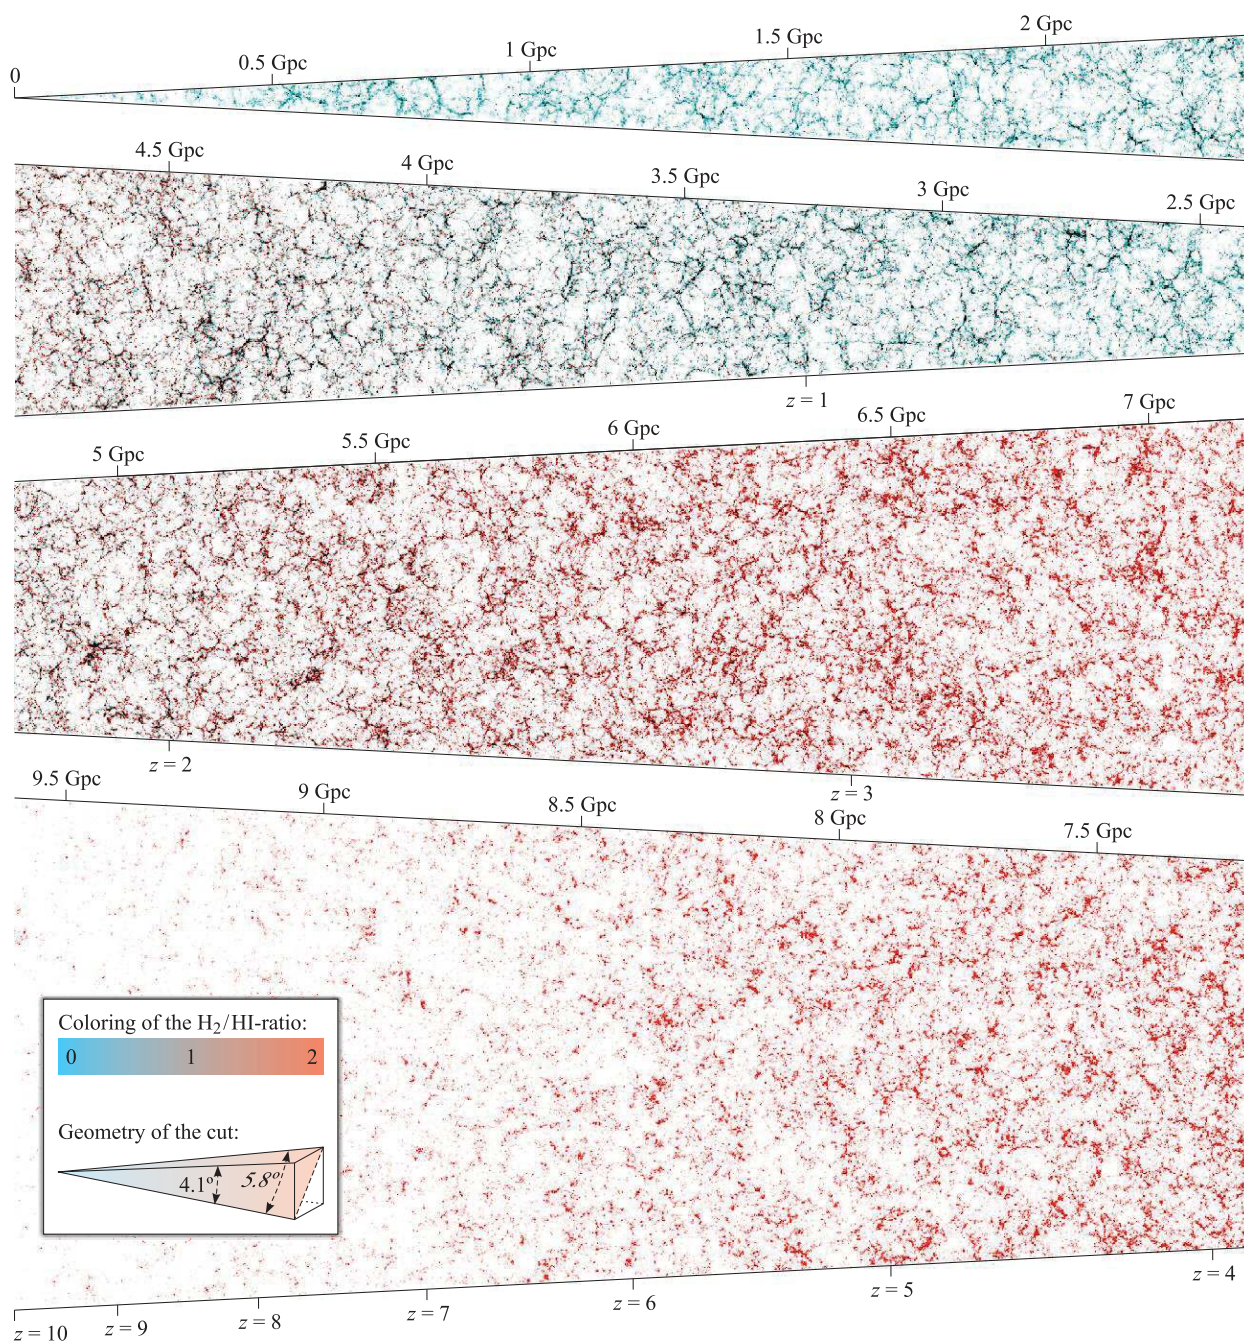 0
0.5 Gpc
1 Gpc
1.5 Gpc
2 Gpc
4.5 Gpc
4 Gpc
3.5 Gpc
3 Gpc
2.5 Gpc
z = 1
5 Gpc
5.5 Gpc
6 Gpc
6.5 Gpc
7 Gpc
z = 2
z = 3
9.5 Gpc
9 Gpc
8.5 Gpc
8 Gpc
7.5 Gpc
Coloring of the H₂/HI-ratio:
0 1 2
Geometry of the cut:
4.1º 5.8º
z = 10
z = 9
z = 8
z = 7
z = 6
z = 5
z = 4